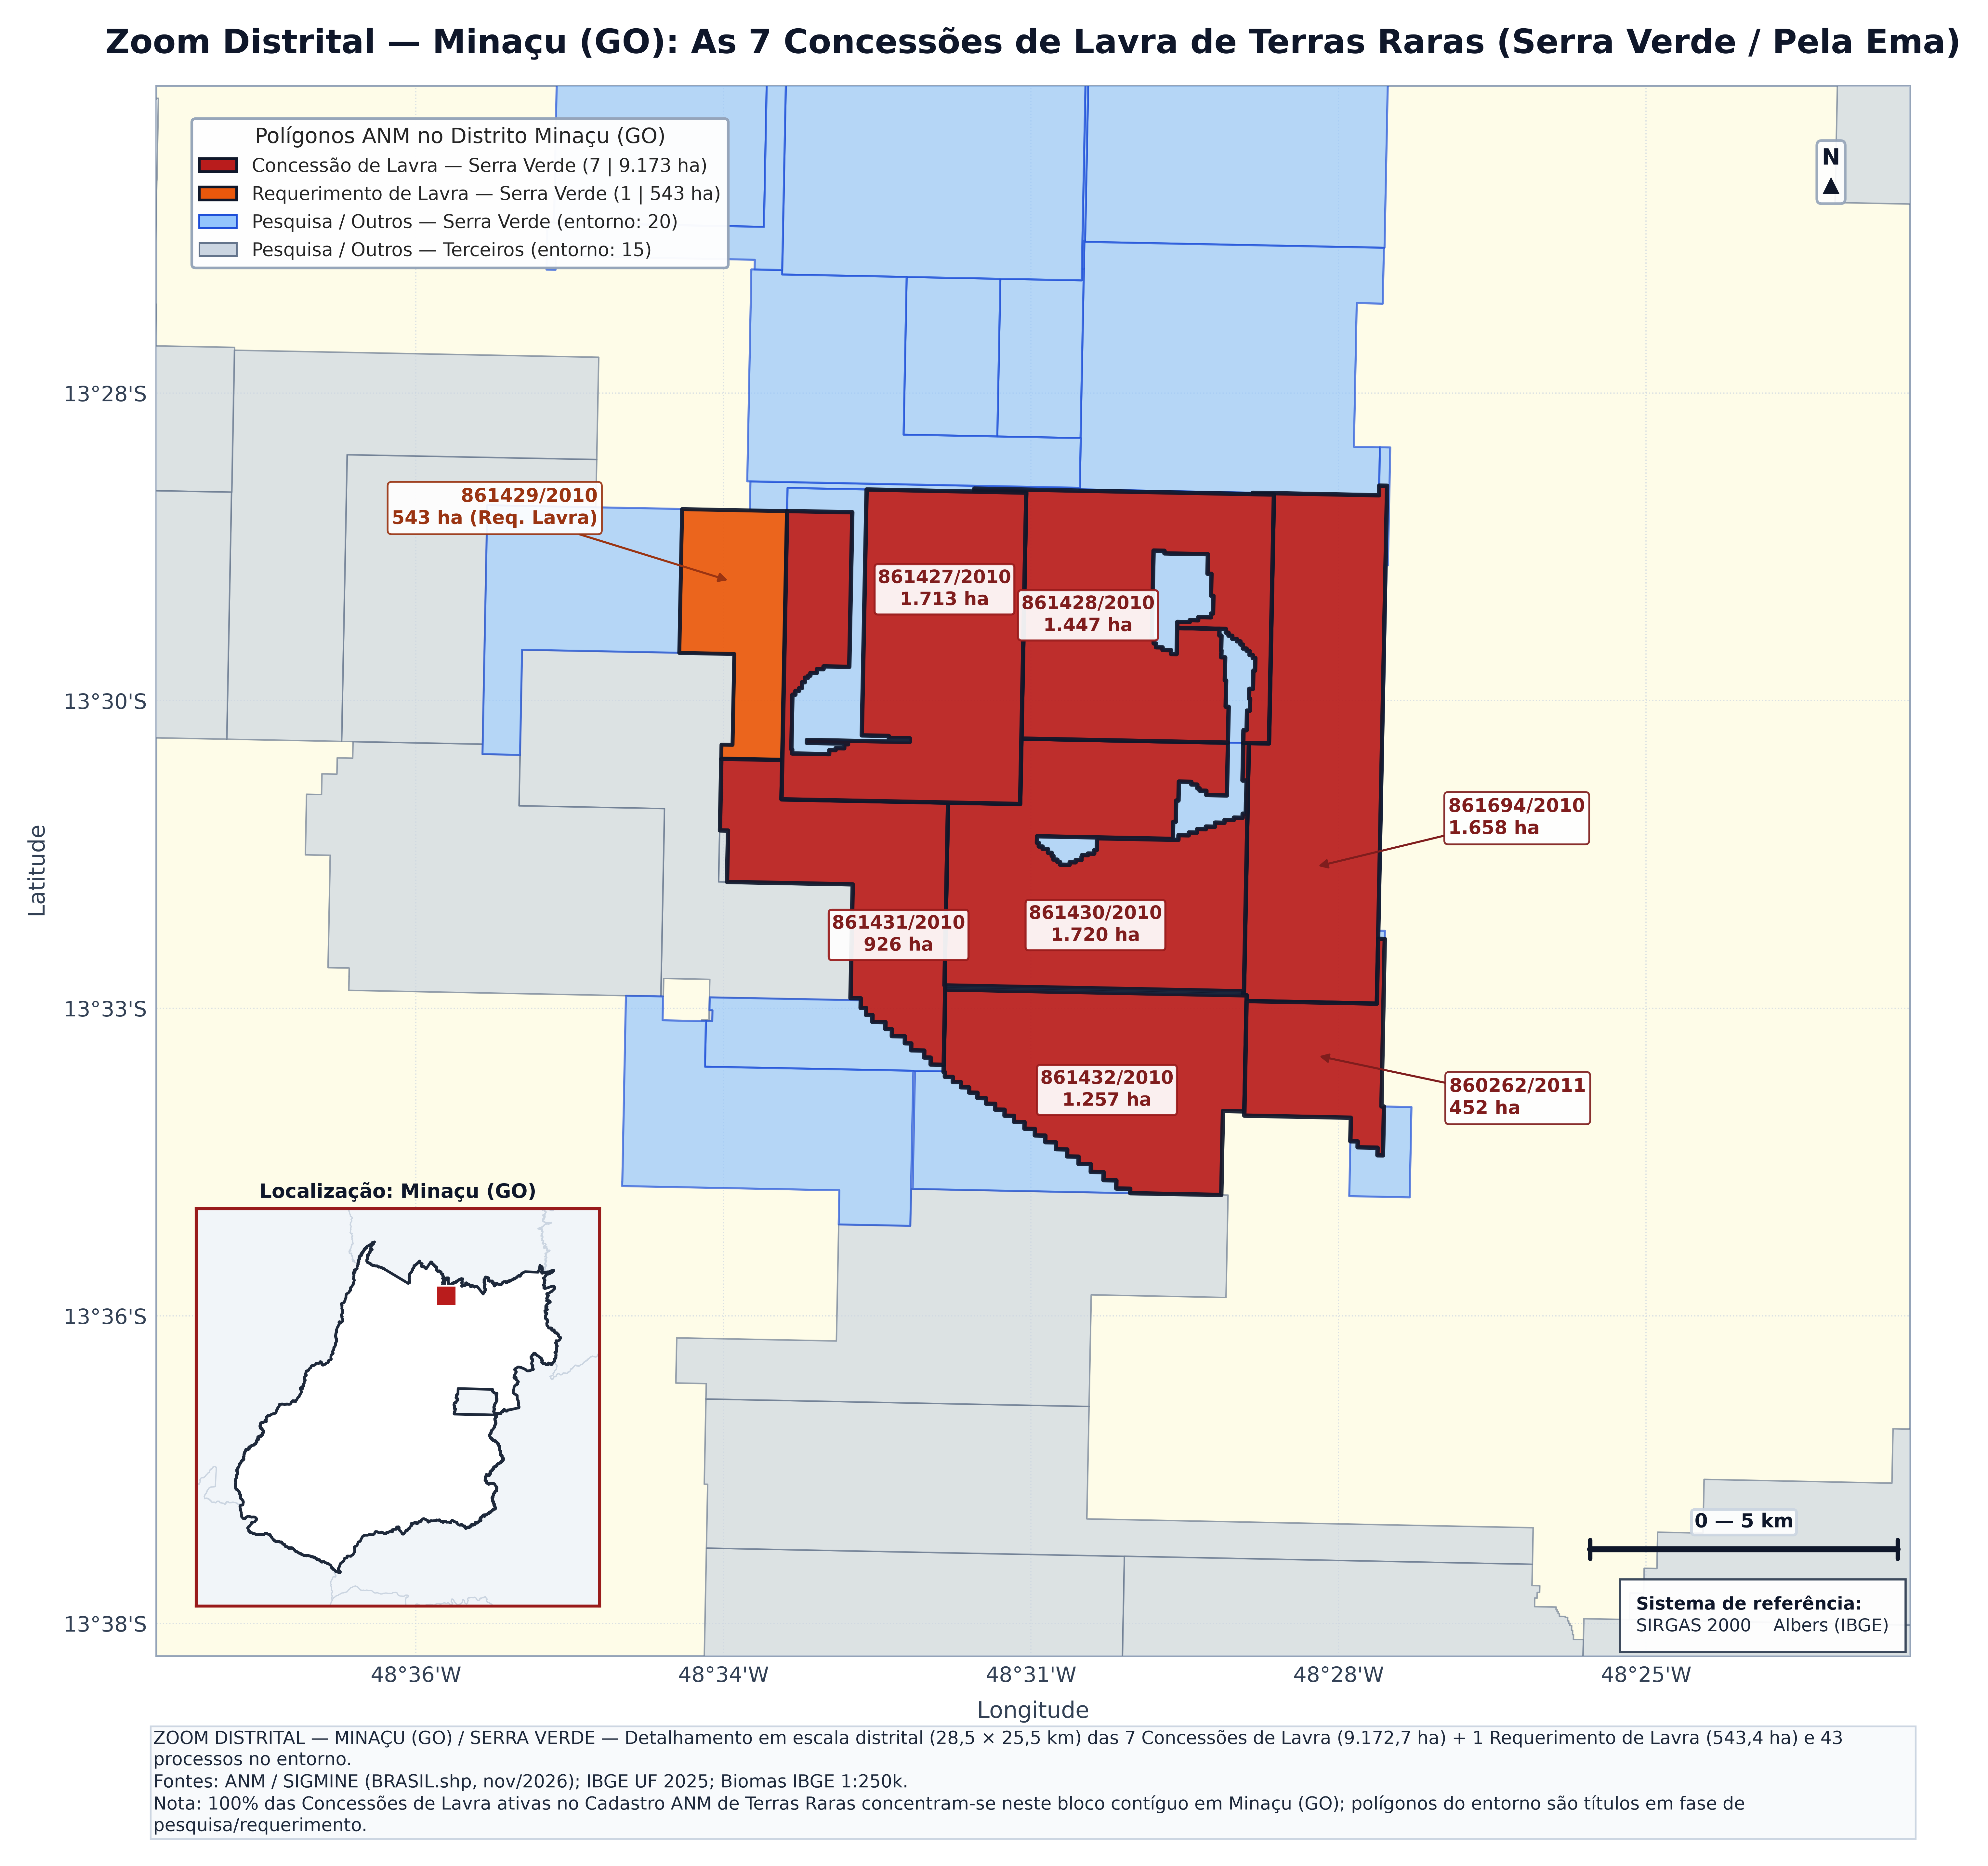 Zoom Distrital — Minaçu (GO): As 7 Concessões de Lavra de Terras Raras (Serra Verde / Pela Ema)
Polígonos ANM no Distrito Minaçu (GO)
Concessão de Lavra — Serra Verde (7 | 9.173 ha)
Requerimento de Lavra — Serra Verde (1 | 543 ha)
Pesquisa / Outros — Serra Verde (entorno: 20)
Pesquisa / Outros — Terceiros (entorno: 15)
N
▲
13°28'S
13°30'S
13°33'S
13°36'S
13°38'S
Latitude
861429/2010
543 ha (Req. Lavra)
861427/2010
1.713 ha
861428/2010
1.447 ha
861694/2010
1.658 ha
861431/2010
926 ha
861430/2010
1.720 ha
861432/2010
1.257 ha
860262/2011
452 ha
Localização: Minaçu (GO)
0 — 5 km
Sistema de referência:
SIRGAS 2000    Albers (IBGE)
48°36'W
48°34'W
48°31'W
48°28'W
48°25'W
Longitude
ZOOM DISTRITAL — MINAÇU (GO) / SERRA VERDE — Detalhamento em escala distrital (28,5 × 25,5 km) das 7 Concessões de Lavra (9.172,7 ha) + 1 Requerimento de Lavra (543,4 ha) e 43
processos no entorno.
Fontes: ANM / SIGMINE (BRASIL.shp, nov/2026); IBGE UF 2025; Biomas IBGE 1:250k.
Nota: 100% das Concessões de Lavra ativas no Cadastro ANM de Terras Raras concentram-se neste bloco contíguo em Minaçu (GO); polígonos do entorno são títulos em fase de
pesquisa/requerimento.